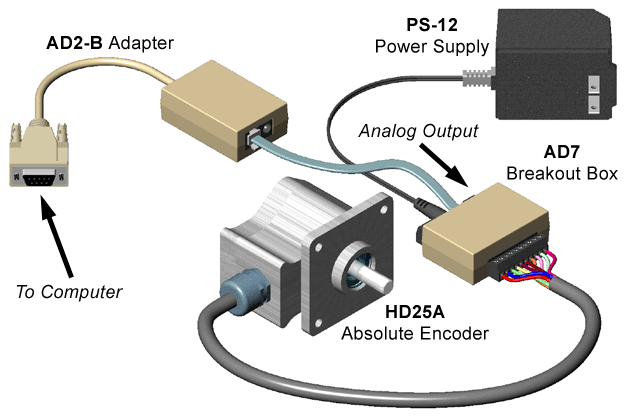 AD2-B Adapter
PS-12
Power Supply
Analog Output
AD7
Breakout Box
To Computer
HD25A
Absolute Encoder